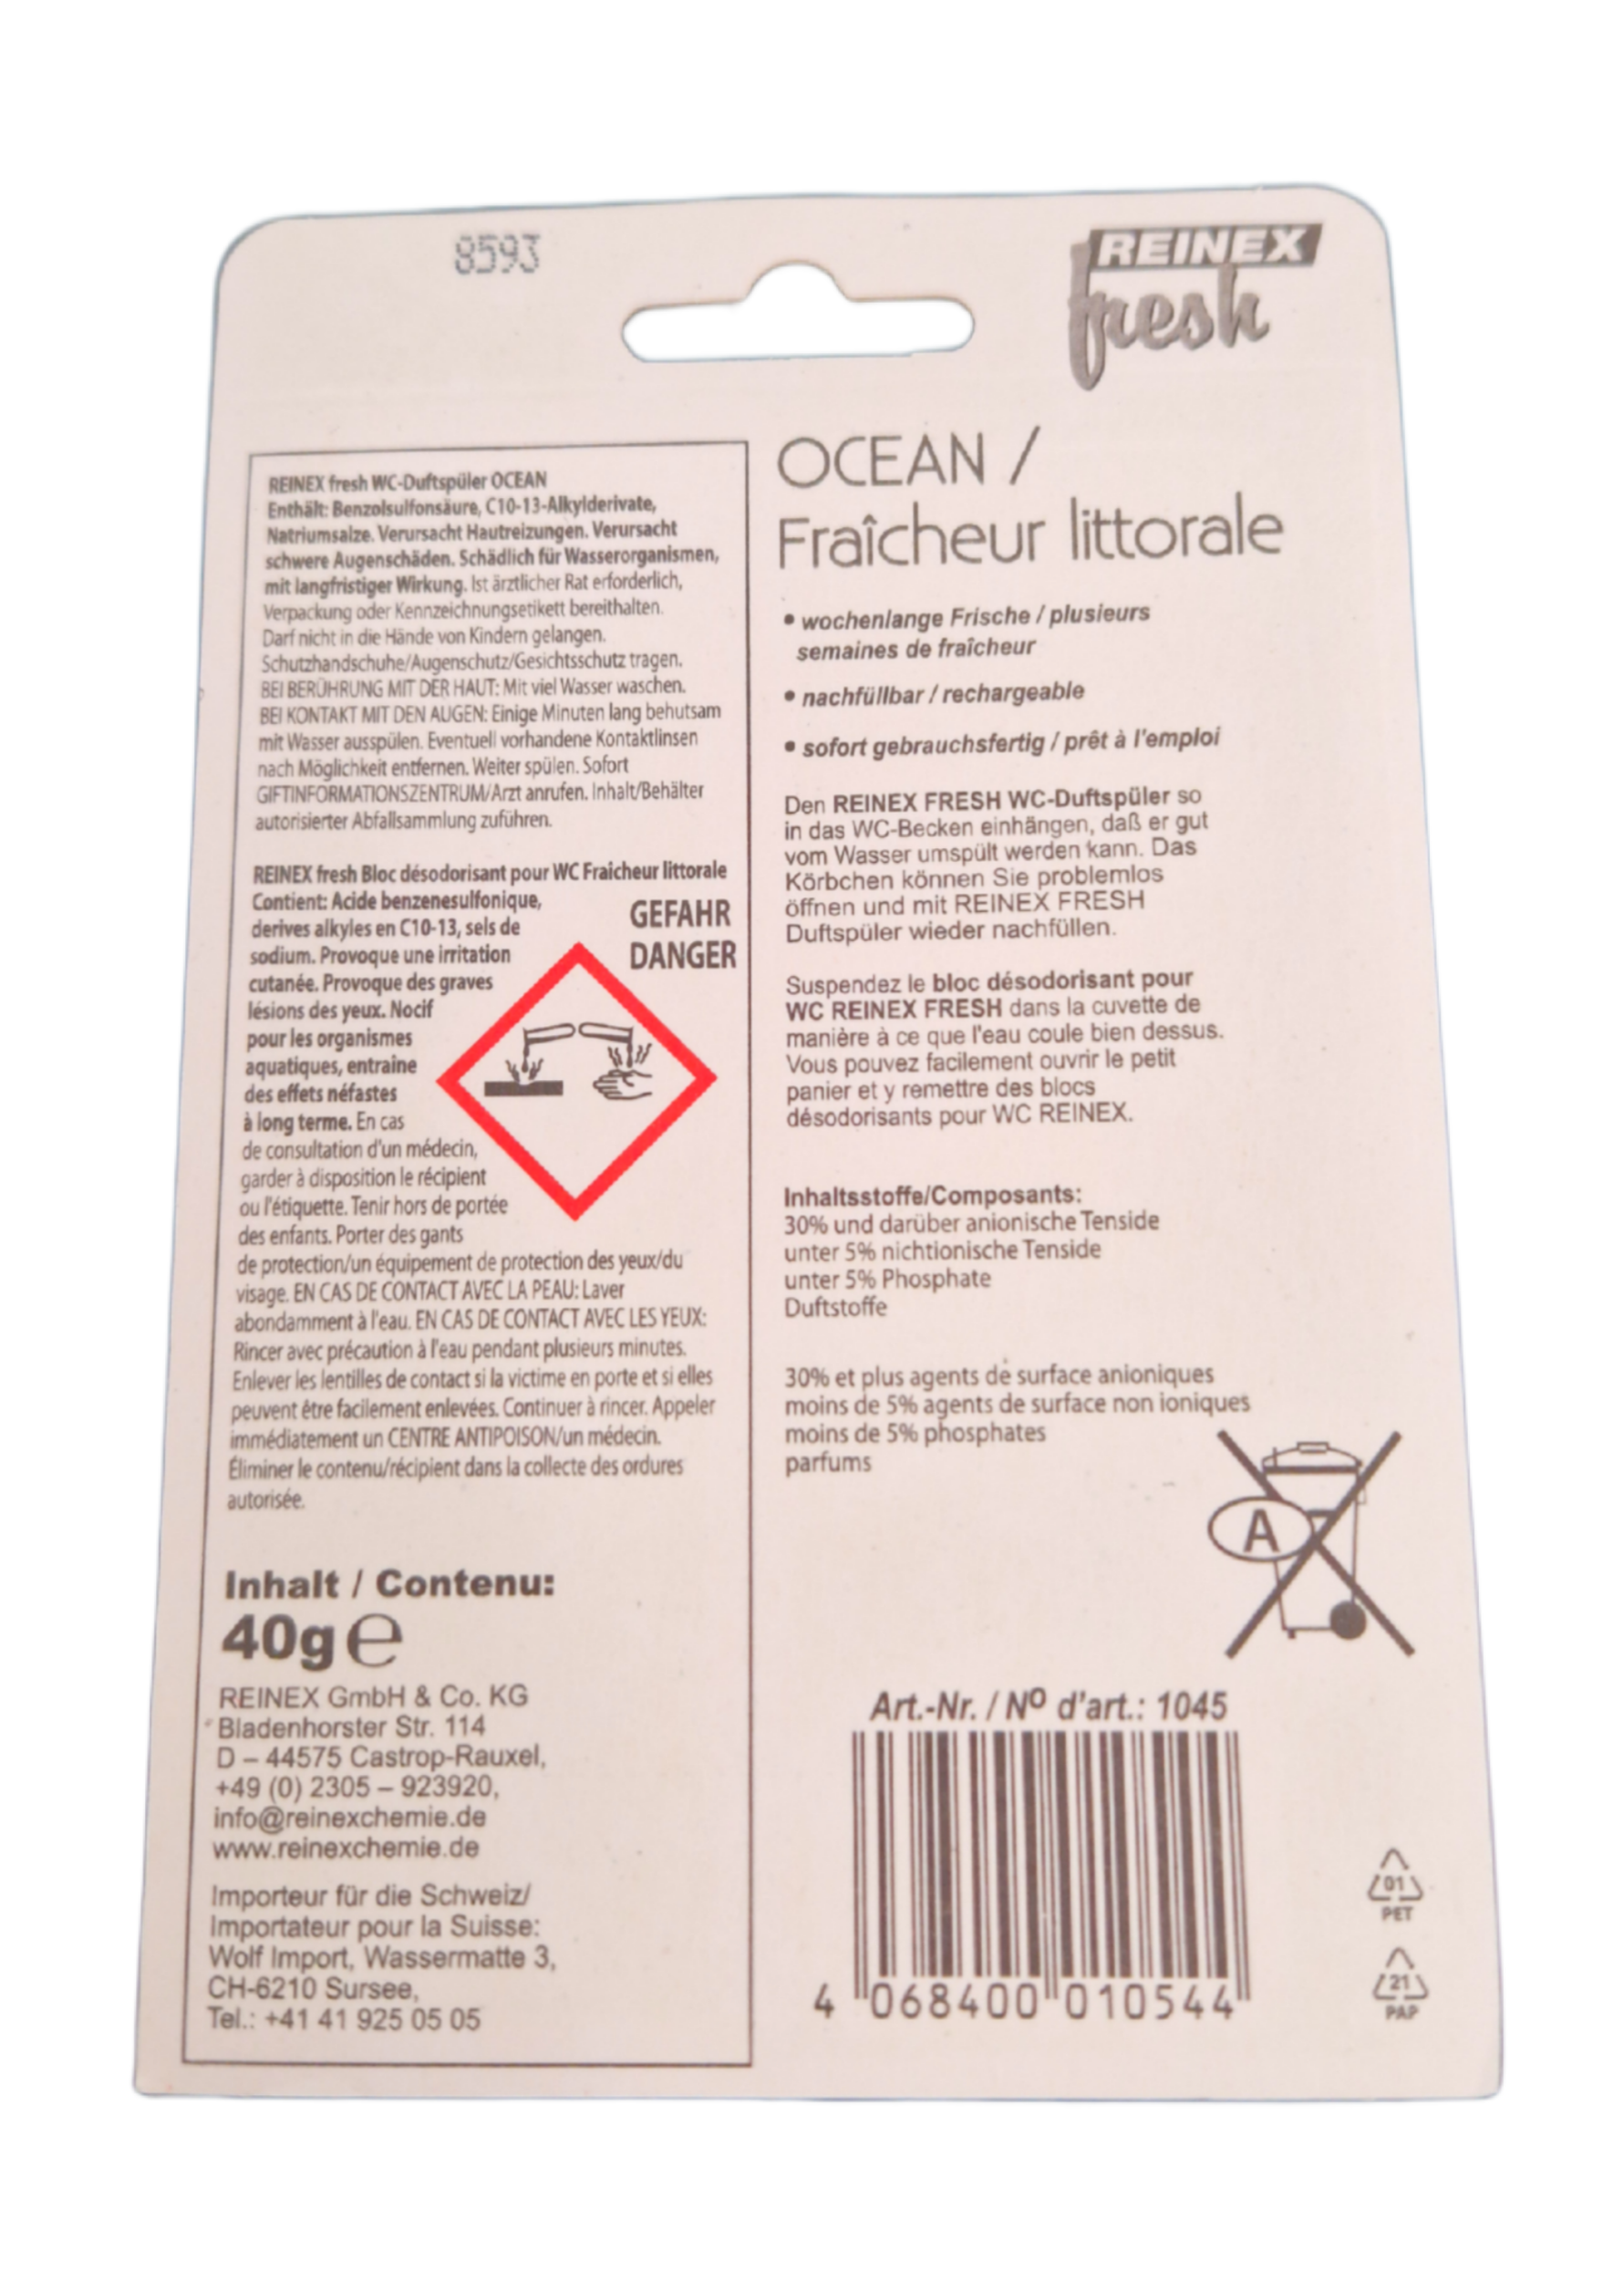 8593
REINEX
fresh
REINEX fresh WC-Duftspüler OCEAN
Enthält: Benzolsulfonsäure, C10-13-Alkylderivate,
Natriumsalze. Verursacht Hautreizungen. Verursacht
schwere Augenschäden. Schädlich für Wasserorganismen,
mit langfristiger Wirkung. Ist ärztlicher Rat erforderlich,
Verpackung oder Kennzeichnungsetikett bereithalten.
Darf nicht in die Hände von Kindern gelangen.
Schutzhandschuhe/Augenschutz/Gesichtsschutz tragen.
BEI BERÜHRUNG MIT DER HAUT: Mit viel Wasser waschen.
BEI KONTAKT MIT DEN AUGEN: Einige Minuten lang behutsam
mit Wasser ausspülen. Eventuell vorhandene Kontaktlinsen
nach Möglichkeit entfernen. Weiter spülen. Sofort
GIFTINFORMATIONSZENTRUM/Arzt anrufen. Inhalt/Behälter
autorisierter Abfallsammlung zuführen.
REINEX fresh Bloc désodorisant pour WC Fraicheur littorale
Contient: Acide benzenesulfonique,
derives alkyles en C10-13, sels de
sodium. Provoque une irritation
cutanée. Provoque des graves
lésions des yeux. Nocif
pour les organismes
aquatiques, entraine
des effets néfastes
à long terme. En cas
de consultation d'un médecin,
garder à disposition le récipient
ou l'étiquette. Tenir hors de portée
des enfants. Porter des gants
de protection/un équipement de protection des yeux/du
visage. EN CAS DE CONTACT AVEC LA PEAU: Laver
abondamment à l'eau. EN CAS DE CONTACT AVEC LES YEUX:
Rincer avec précaution à l'eau pendant plusieurs minutes.
Enlever les lentilles de contact si la victime en porte et si elles
peuvent être facilement enlevées. Continuer à rincer. Appeler
immédiatement un CENTRE ANTIPOISON/un médecin.
Éliminer le contenu/récipient dans la collecte des ordures
autorisée.
GEFAHR
DANGER
Inhalt / Contenu:
40g e
REINEX GmbH & Co. KG
Bladenhorster Str. 114
D – 44575 Castrop-Rauxel,
+49 (0) 2305 – 923920,
info@reinexchemie.de
www.reinexchemie.de
Importeur für die Schweiz/
Importateur pour la Suisse:
Wolf Import, Wassermatte 3,
CH-6210 Sursee,
Tel.: +41 41 925 05 05
OCEAN /
Fraîcheur littorale
• wochenlange Frische / plusieurs
semaines de fraîcheur
• nachfüllbar / rechargeable
• sofort gebrauchsfertig / prêt à l'emploi
Den REINEX FRESH WC-Duftspüler so
in das WC-Becken einhängen, daß er gut
vom Wasser umspült werden kann. Das
Körbchen können Sie problemlos
öffnen und mit REINEX FRESH
Duftspüler wieder nachfüllen.
Suspendez le bloc désodorisant pour
WC REINEX FRESH dans la cuvette de
manière à ce que l'eau coule bien dessus.
Vous pouvez facilement ouvrir le petit
panier et y remettre des blocs
désodorisants pour WC REINEX.
Inhaltsstoffe/Composants:
30% und darüber anionische Tenside
unter 5% nichtionische Tenside
unter 5% Phosphate
Duftstoffe
30% et plus agents de surface anioniques
moins de 5% agents de surface non ioniques
moins de 5% phosphates
parfums
A
Art.-Nr. / Nº d'art.: 1045
4 068400 010544
01
PET
21
PAP